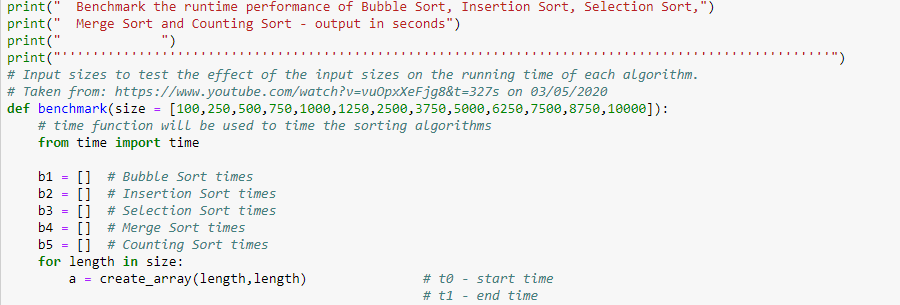 print("  Benchmark the runtime performance of Bubble Sort, Insertion Sort, Selection Sort,")
print("  Merge Sort and Counting Sort - output in seconds")
print("             ")
print("'''''''''''''''''''''''''''''''''''''''''''''''''''''''''''''''''''''''''''''''''''''''''''''''''''")
# Input sizes to test the effect of the input sizes on the running time of each algorithm.
# Taken from: https://www.youtube.com/watch?v=vuOpxXeFjg8&t=327s on 03/05/2020
def benchmark(size = [100,250,500,750,1000,1250,2500,3750,5000,6250,7500,8750,10000]):
    # time function will be used to time the sorting algorithms
    from time import time

    b1 = []  # Bubble Sort times
    b2 = []  # Insertion Sort times
    b3 = []  # Selection Sort times
    b4 = []  # Merge Sort times
    b5 = []  # Counting Sort times
    for length in size:
        a = create_array(length,length)               # t0 - start time
                                                      # t1 - end time